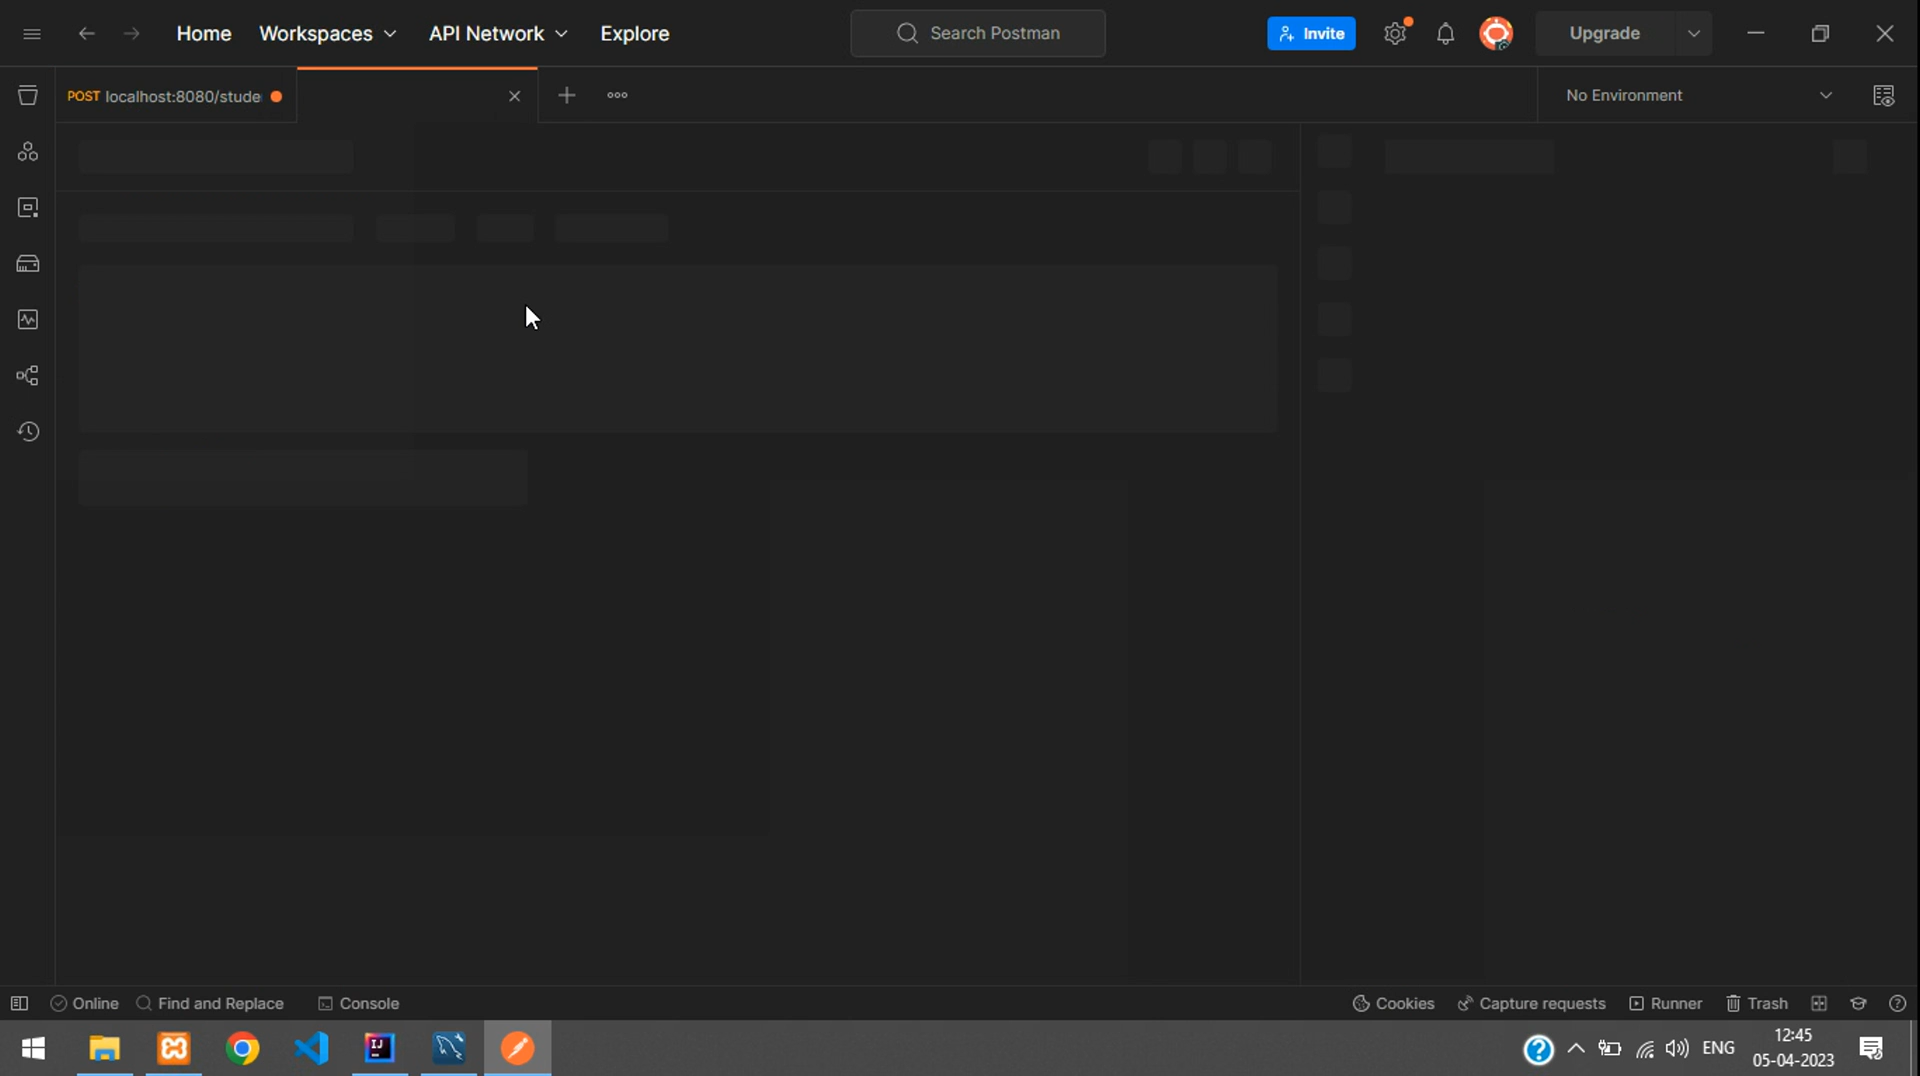 Home Workspaces API Network Explore Search Postman Invite Upgrade
POST localhost:8080/stude No Environment
Online Find and Replace Console Cookies Capture requests Runner Trash
ENG 12:45
05-04-2023